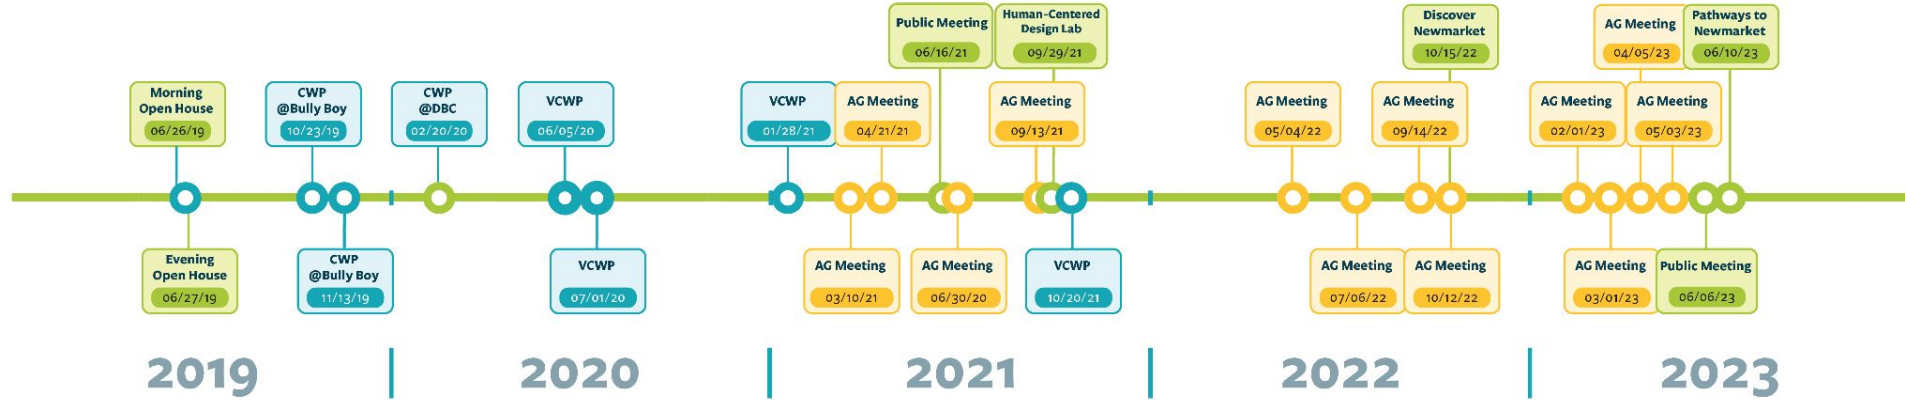 Morning
Open House
06/26/19
Evening
Open House
06/27/19
CWP
@Bully Boy
10/23/19
CWP
@Bully Boy
11/13/19
CWP
@DBC
02/20/20
VCWP
06/05/20
VCWP
07/01/20
VCWP
01/28/21
AG Meeting
03/10/21
AG Meeting
04/21/21
Public Meeting
06/16/21
AG Meeting
06/30/20
AG Meeting
09/13/21
Human-Centered
Design Lab
09/29/21
VCWP
10/20/21
AG Meeting
05/04/22
AG Meeting
07/06/22
AG Meeting
09/14/22
AG Meeting
10/12/22
Discover
Newmarket
10/15/22
AG Meeting
02/01/23
AG Meeting
03/01/23
AG Meeting
04/05/23
AG Meeting
05/03/23
Public Meeting
06/06/23
Pathways to
Newmarket
06/10/23
2019
2020
2021
2022
2023